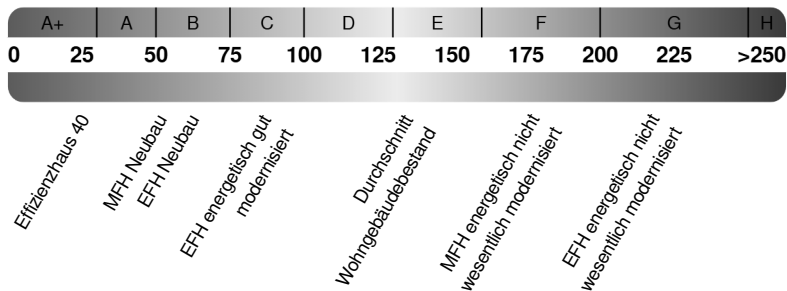 A+ A B C D E F G H
0 25 50 75 100 125 150 175 200 225 >250
Effizienzhaus 40
MFH Neubau
EFH Neubau
EFH energetisch gut
modernisiert
Durchschnitt
Wohngebäudebestand
MFH energetisch nicht
wesentlich modernisiert
EFH energetisch nicht
wesentlich modernisiert